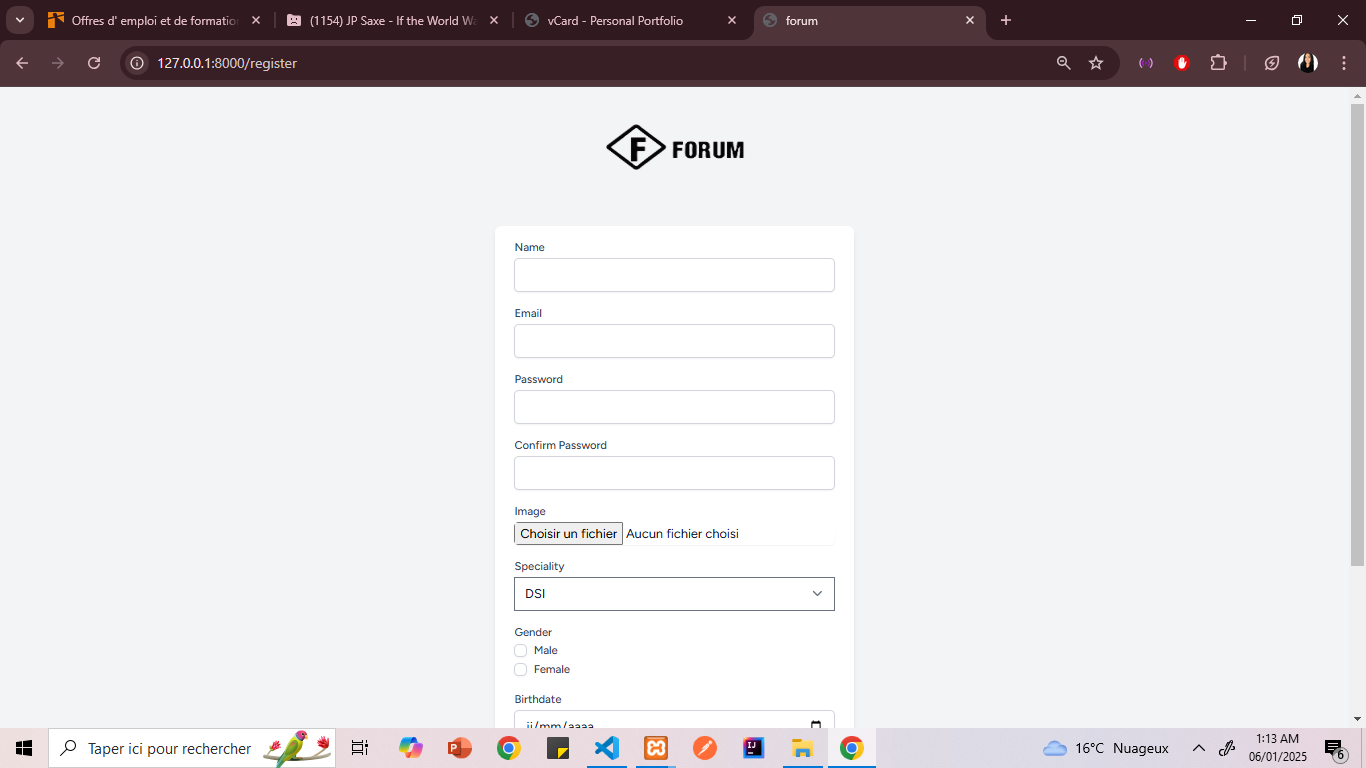 Offres d' emploi et de formation
(1154) JP Saxe - If the World Wa
vCard - Personal Portfolio
forum
127.0.0.1:8000/register
F FORUM
Name
Email
Password
Confirm Password
Image
Choisir un fichier Aucun fichier choisi
Speciality
DSI
Gender
Male
Female
Birthdate
jj/mm/aaaa
Taper ici pour rechercher
16°C Nuageux
1:13 AM
06/01/2025
6